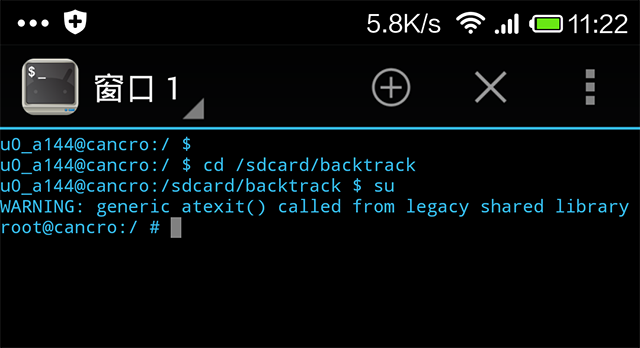 5.8K/s 11:22
$_ 窗口 1
u0_a144@cancro:/ $
u0_a144@cancro:/ $ cd /sdcard/backtrack
u0_a144@cancro:/sdcard/backtrack $ su
WARNING: generic atexit() called from legacy shared library
root@cancro:/ #